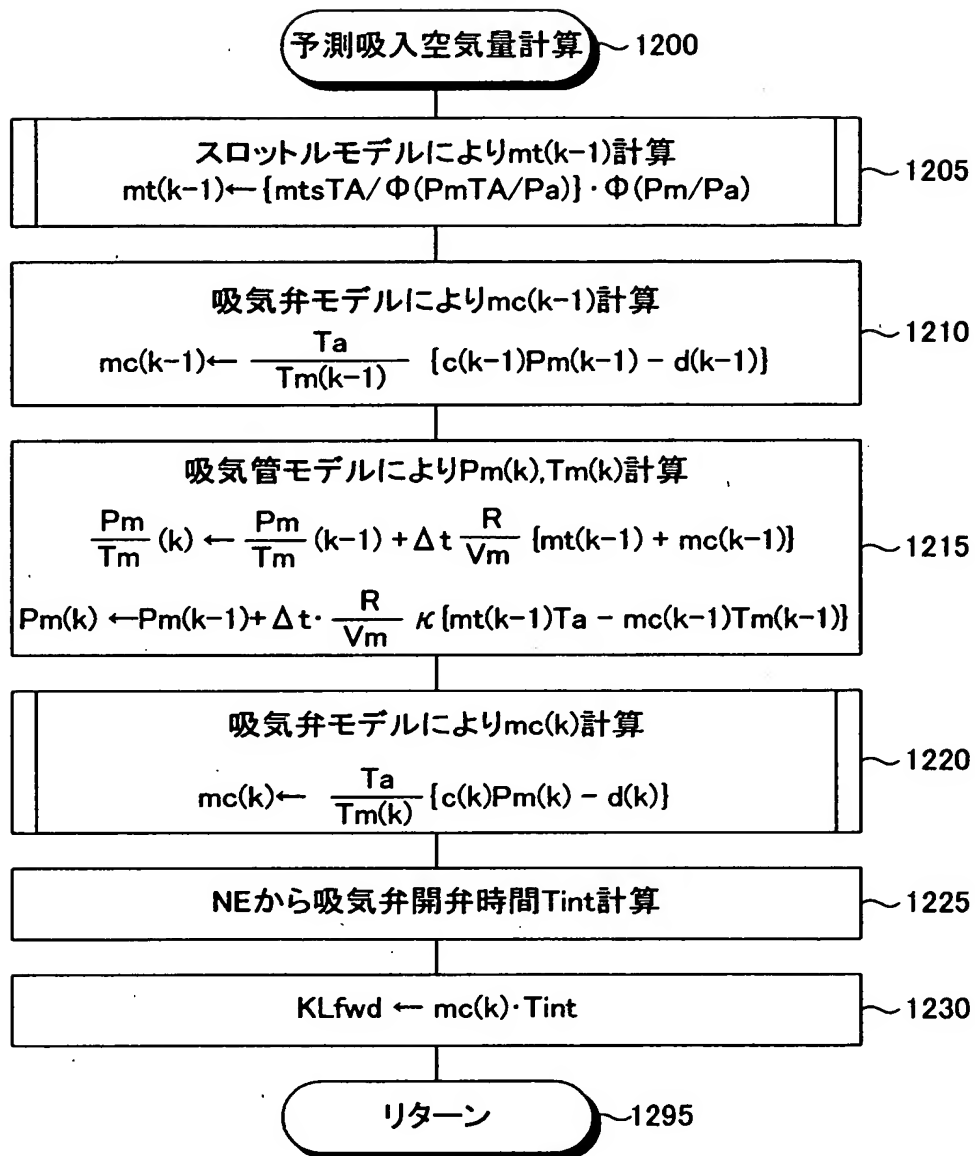 予測吸入空気量計算 ~1200
スロットルモデルによりmt(k-1)計算
mt(k-1)←{mtsTA/Φ(PmTA/Pa)}・Φ(Pm/Pa)
~1205
吸気弁モデルによりmc(k-1)計算
mc(k-1)← Ta/Tm(k-1) {c(k-1)Pm(k-1) - d(k-1)}
~1210
吸気管モデルによりPm(k),Tm(k)計算
Pm/Tm (k) ← Pm/Tm (k-1) + Δt R/Vm {mt(k-1) + mc(k-1)}
~1215
Pm(k) ←Pm(k-1)+ Δt・R/Vm κ{mt(k-1)Ta - mc(k-1)Tm(k-1)}
吸気弁モデルによりmc(k)計算
~1220
mc(k)← Ta/Tm(k) {c(k)Pm(k) - d(k)}
NEから吸気弁開弁時間Tint計算 ~1225
KLfwd ← mc(k)・Tint ~1230
リターン ~1295